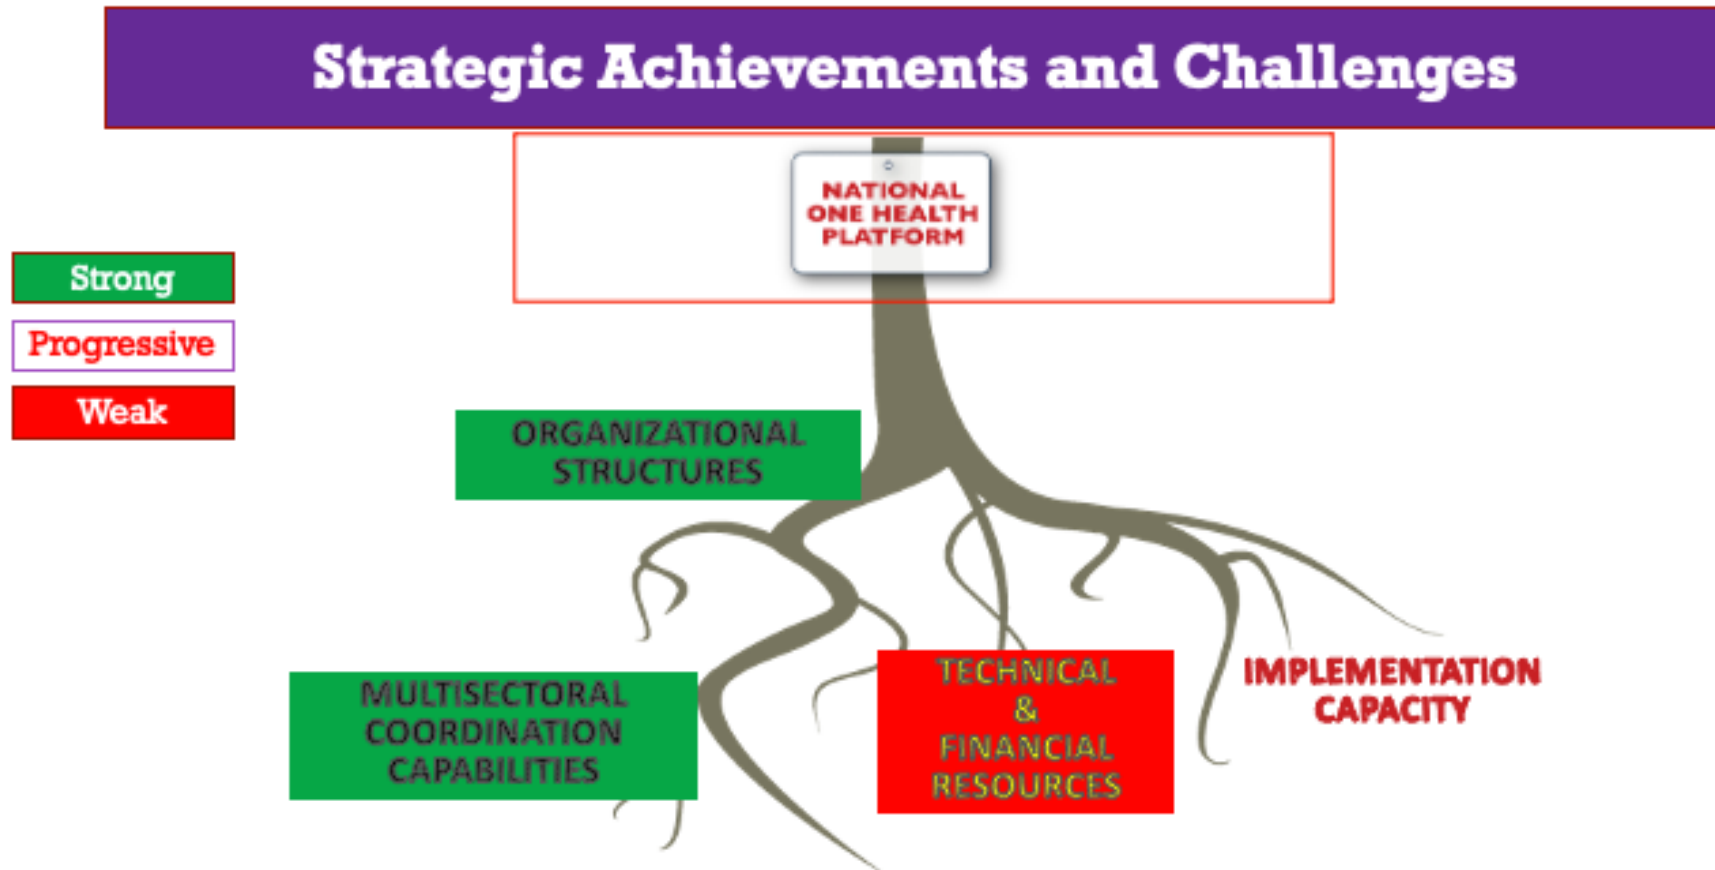 Strategic Achievements and Challenges
NATIONAL
ONE HEALTH
PLATFORM
Strong
Progressive
Weak
ORGANIZATIONAL
STRUCTURES
MULTISECTORAL
COORDINATION
CAPABILITIES
TECHNICAL
&
FINANCIAL
RESOURCES
IMPLEMENTATION
CAPACITY